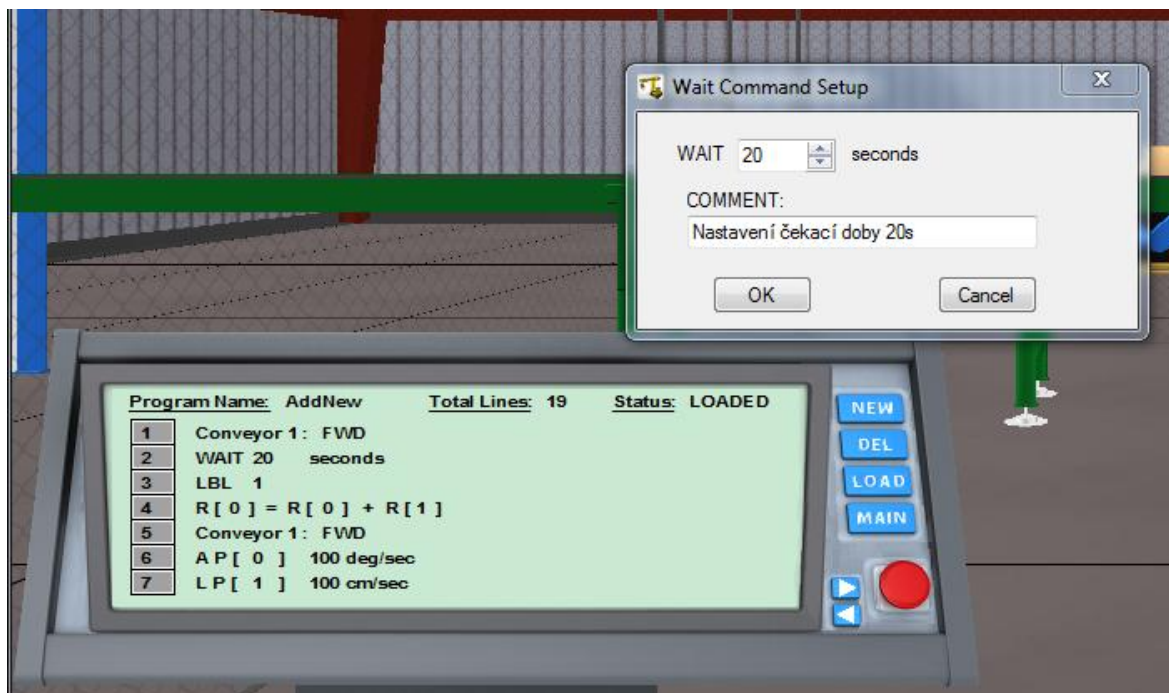 Wait Command Setup
WAIT 20 seconds
COMMENT:
Nastavení čekací doby 20s
OK Cancel
Program Name: AddNew Total Lines: 19 Status: LOADED
1 Conveyor 1: FWD
2 WAIT 20 seconds
3 LBL 1
4 R[0] = R[0] + R[1]
5 Conveyor 1: FWD
6 A P[ 0 ] 100 deg/sec
7 L P[ 1 ] 100 cm/sec
NEW
DEL
LOAD
MAIN